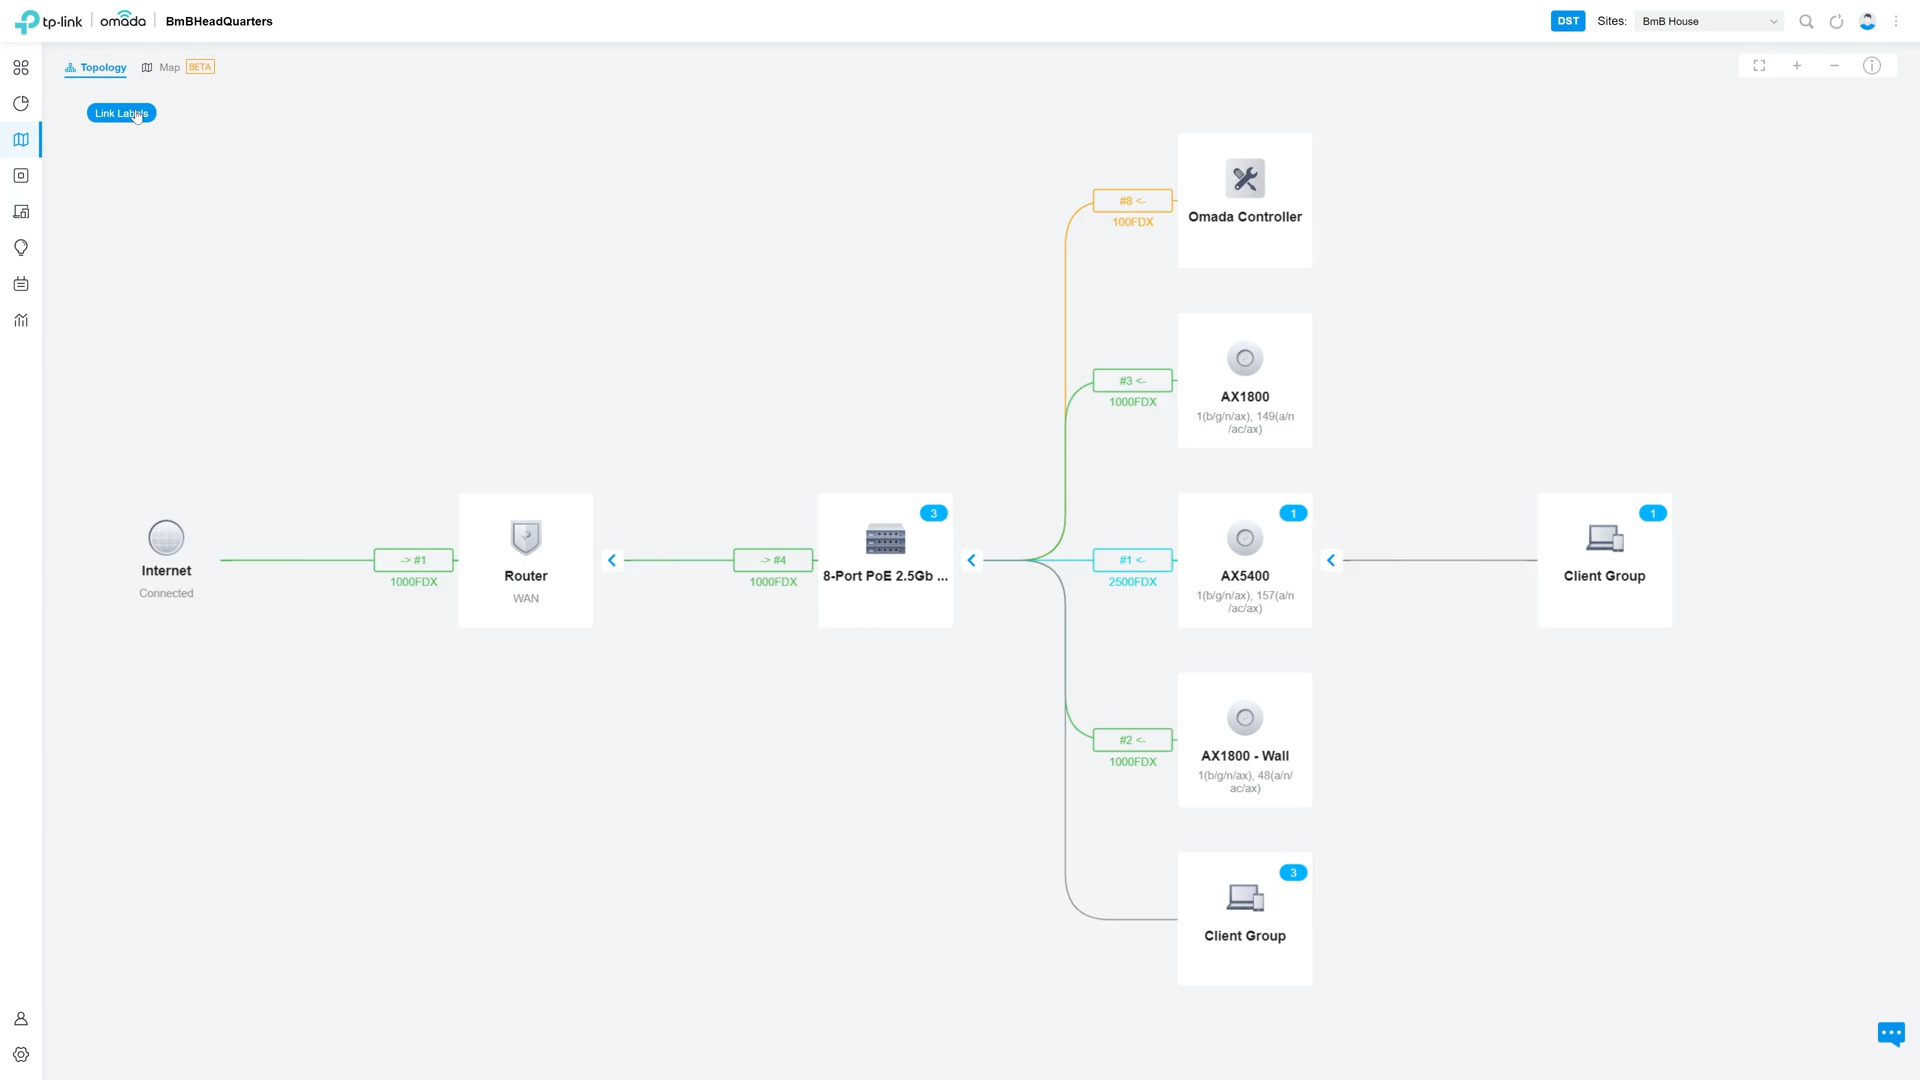 tp-link omada BmBHeadQuarters
DST Sites: BmB House
Topology Map BETA
Link Labels
#8 <-
100FDX
Omada Controller
#3 <-
1000FDX
AX1800
1(b/g/n/ax), 149(a/n
/ac/ax)
Internet
Connected
-> #1
1000FDX
Router
WAN
-> #4
1000FDX
3
8-Port PoE 2.5Gb ...
#1 <-
2500FDX
1
AX5400
1(b/g/n/ax), 157(a/n
/ac/ax)
1
Client Group
#2 <-
1000FDX
AX1800 - Wall
1(b/g/n/ax), 48(a/n/
ac/ax)
3
Client Group